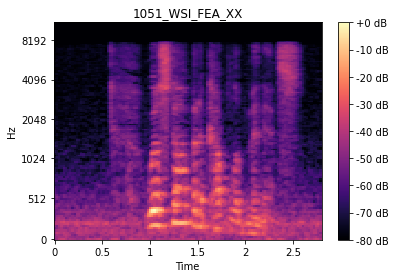 1051_WSI_FEA_XX
+0 dB
8192
-10 dB
4096
-20 dB
-30 dB
2048
Hz
-40 dB
1024
-50 dB
512
-60 dB
-70 dB
0
-80 dB
0 0.5 1 1.5 2 2.5
Time